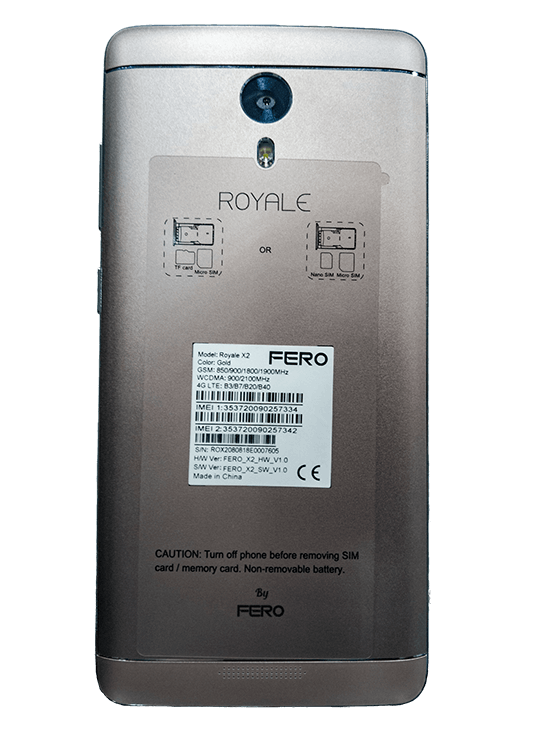 ROYALE
OR
TF card Micro SIM
Nano SIM Micro SIM
FERO
Model: Royale X2
Color: Gold
GSM: 850/900/1800/1900MHz
WCDMA: 900/2100MHz
4G LTE: B3/B7/B20/B40
IMEI 1:353720090257334
IMEI 2:353720090257342
S/N: ROX2080818E0007605
H/W Ver: FERO_X2_HW_V1.0
S/W Ver: FERO_X2_SW_V1.0
Made in China
CE
CAUTION: Turn off phone before removing SIM
card / memory card. Non-removable battery.
By
FERO